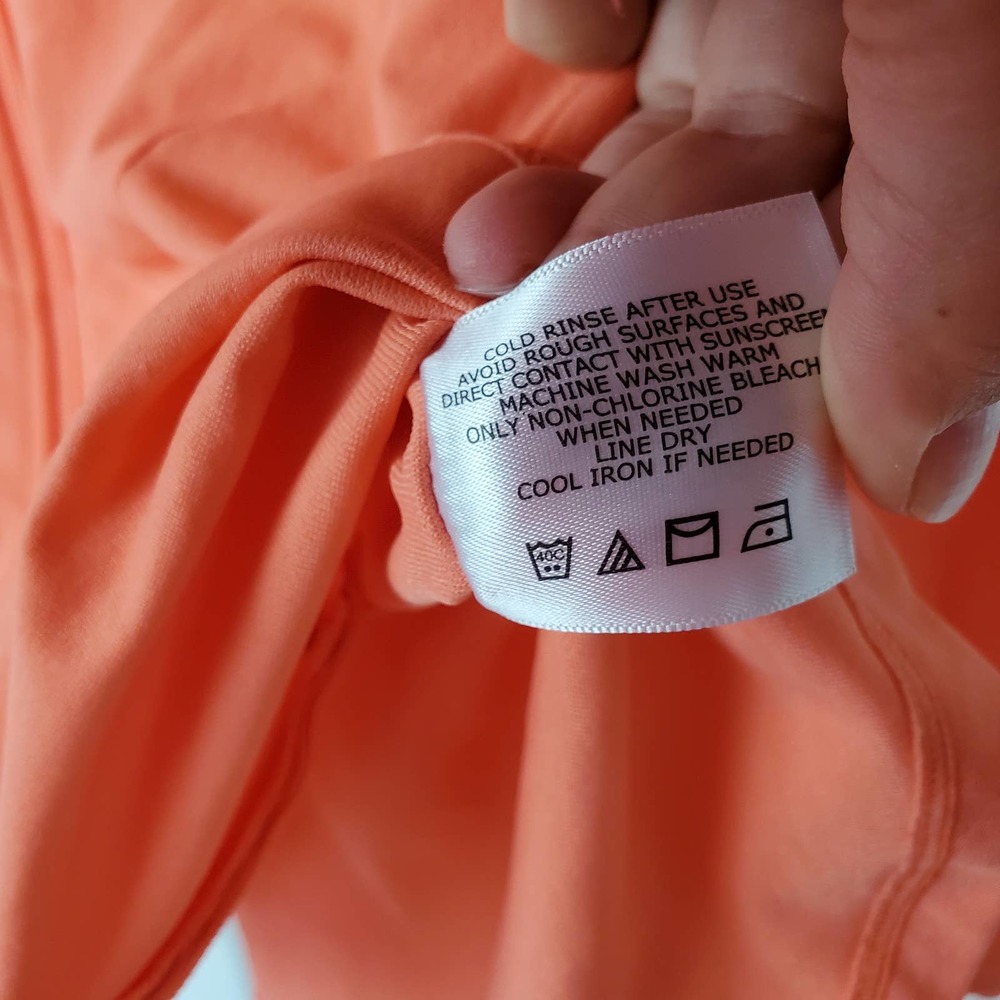 COLD RINSE AFTER USE
AVOID ROUGH SURFACES AND
DIRECT CONTACT WITH SUNSCREEN
MACHINE WASH WARM
ONLY NON-CHLORINE BLEACH
WHEN NEEDED
LINE DRY
COOL IRON IF NEEDED
40C